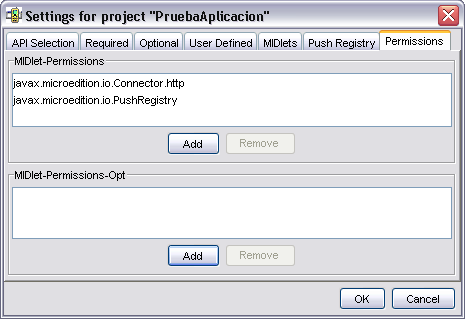 Settings for project "PruebaAplicacion"
API Selection Required Optional User Defined MIDlets Push Registry Permissions
MIDlet-Permissions
javax.microedition.io.Connector.http
javax.microedition.io.PushRegistry
Add Remove
MIDlet-Permissions-Opt
Add Remove
OK Cancel